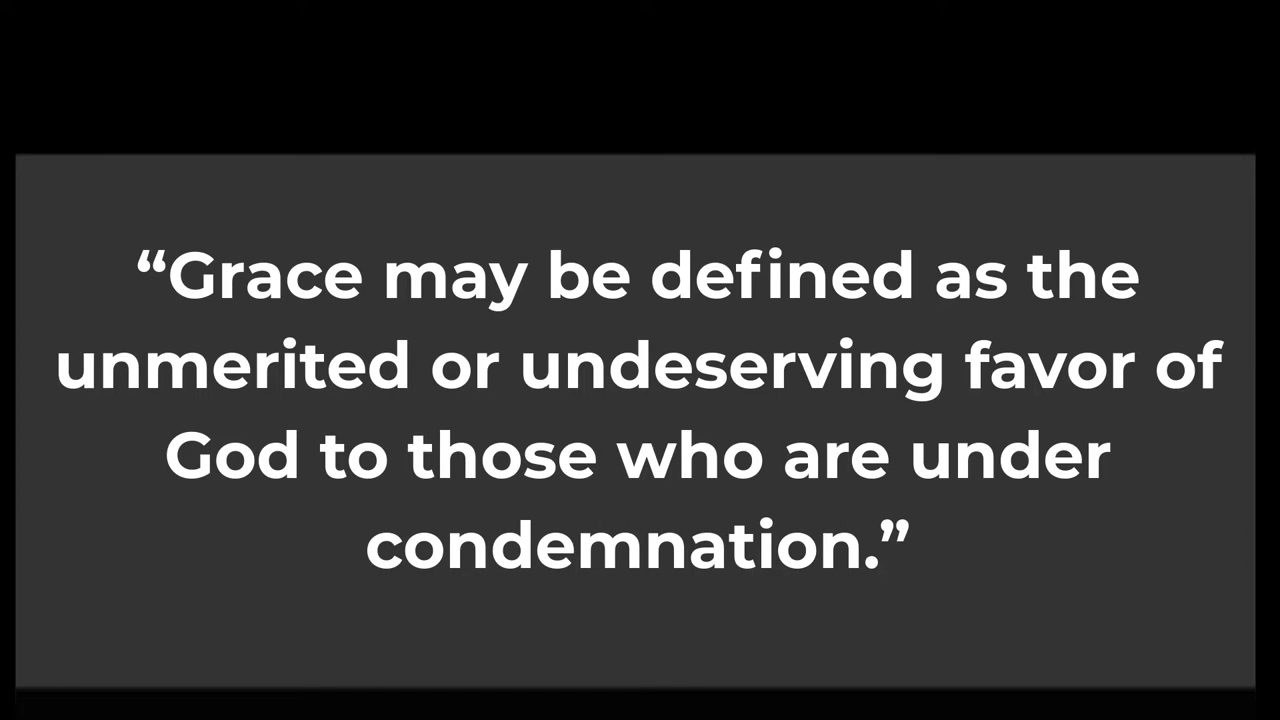 “Grace may be defined as the
unmerited or undeserving favor of
God to those who are under
condemnation.”